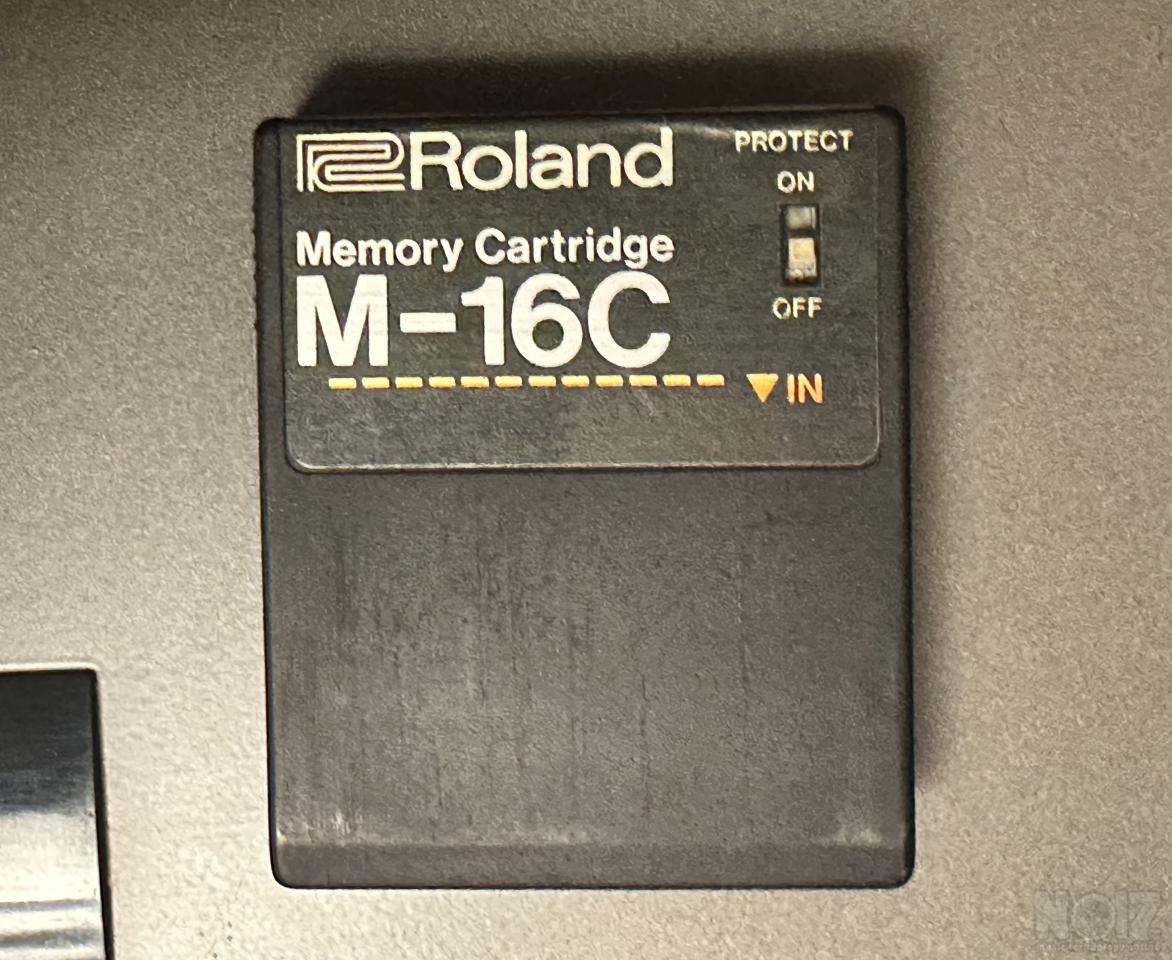 Roland
Memory Cartridge
M-16C
PROTECT
ON
OFF
▼IN